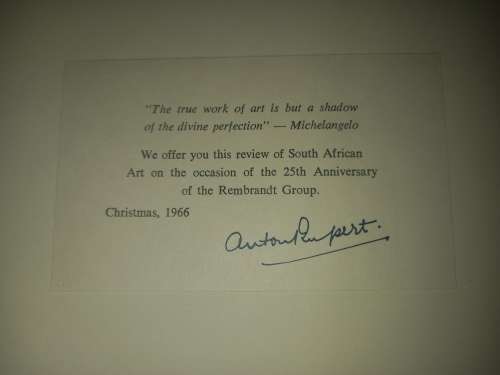 "The true work of art is but a shadow
of the divine perfection" — Michelangelo
We offer you this review of South African
Art on the occasion of the 25th Anniversary
of the Rembrandt Group.
Christmas, 1966
Anton Rupert.